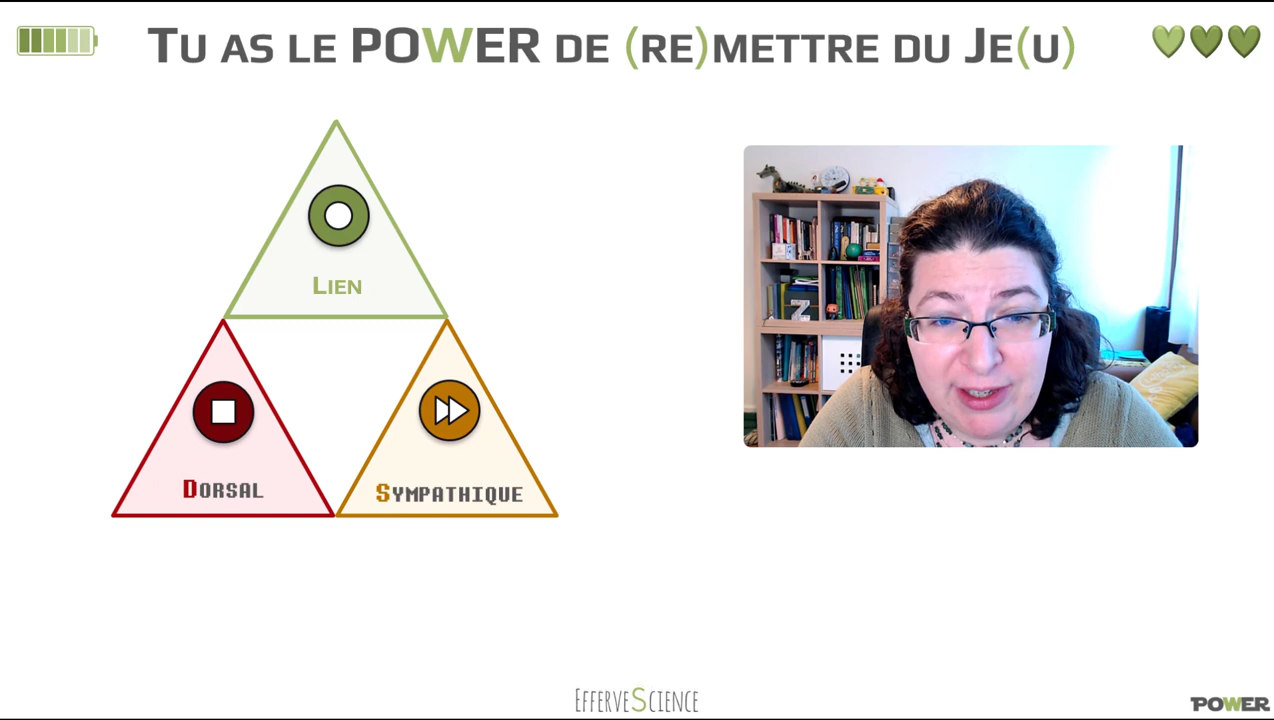 Tu as le POWER de (re)mettre du Je(u)
Lien
Dorsal
Sympathique
Z
EfferveScience
POWER